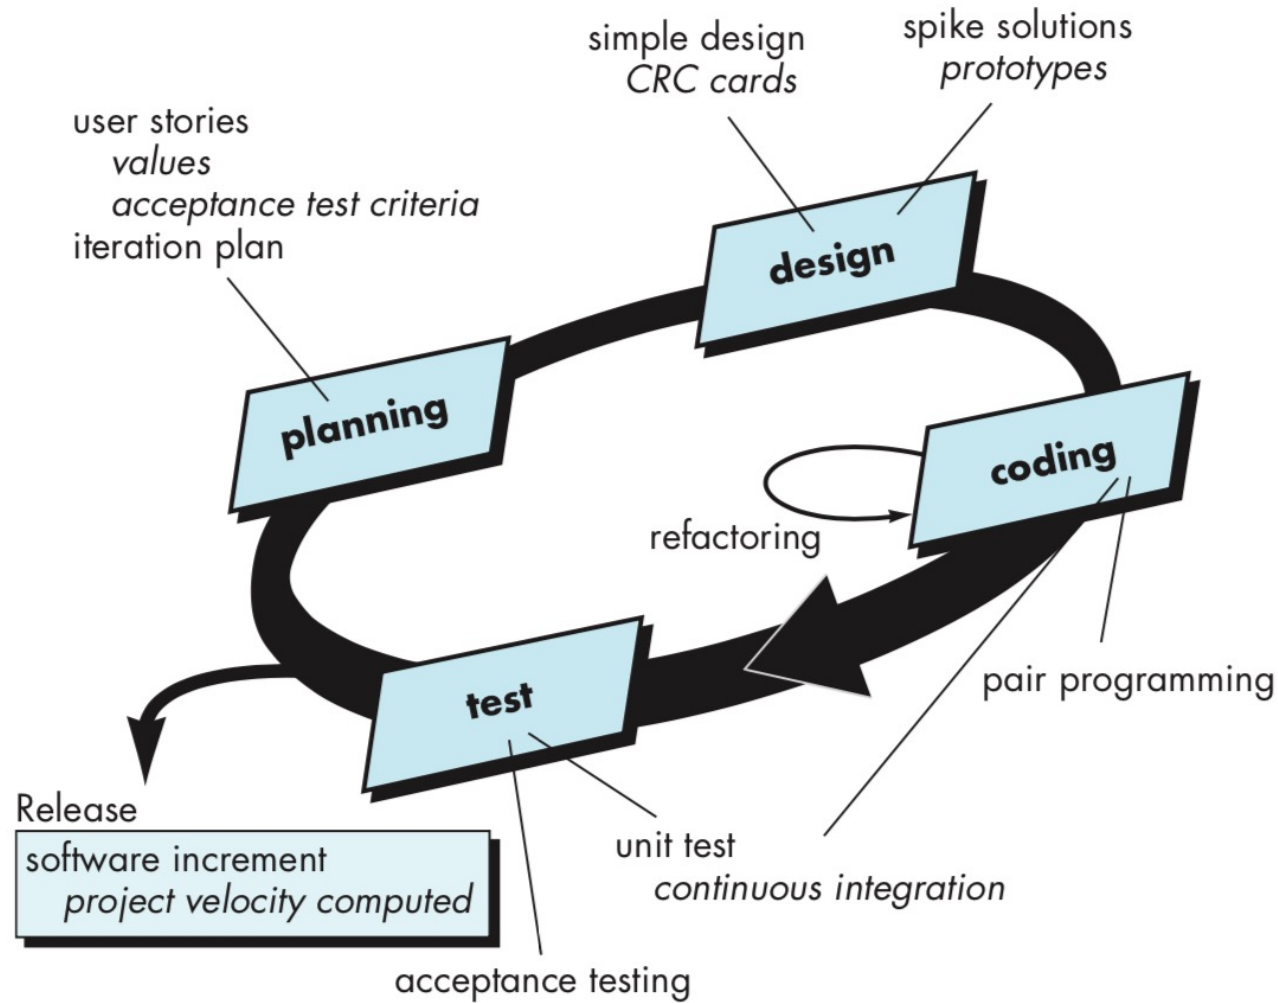 simple design
CRC cards
spike solutions
prototypes
user stories
values
acceptance test criteria
iteration plan
design
planning
coding
refactoring
test
pair programming
Release
software increment
project velocity computed
unit test
continuous integration
acceptance testing